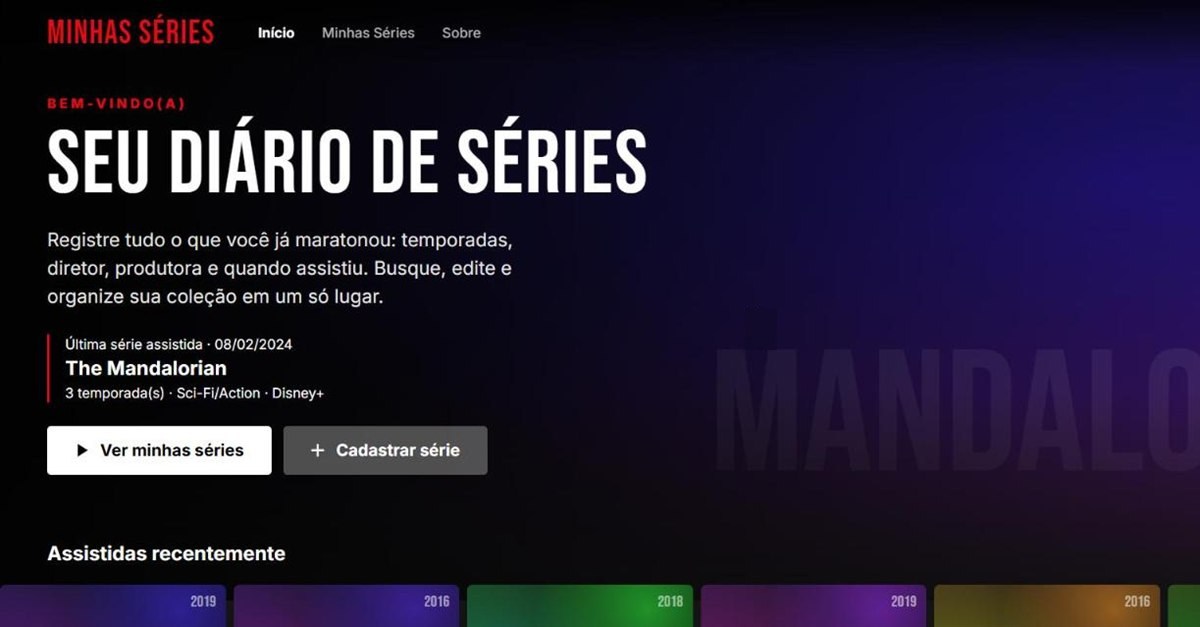 MINHAS SÉRIES
Início
Minhas Séries
Sobre
BEM-VINDO(A)
SEU DIÁRIO DE SÉRIES
Registre tudo o que você já maratonou: temporadas,
diretor, produtora e quando assistiu. Busque, edite e
organize sua coleção em um só lugar.
Última série assistida · 08/02/2024
The Mandalorian
3 temporada(s) · Sci-Fi/Action · Disney+
MANDALO
Ver minhas séries
+ Cadastrar série
Assistidas recentemente
2019
2016
2018
2019
2016